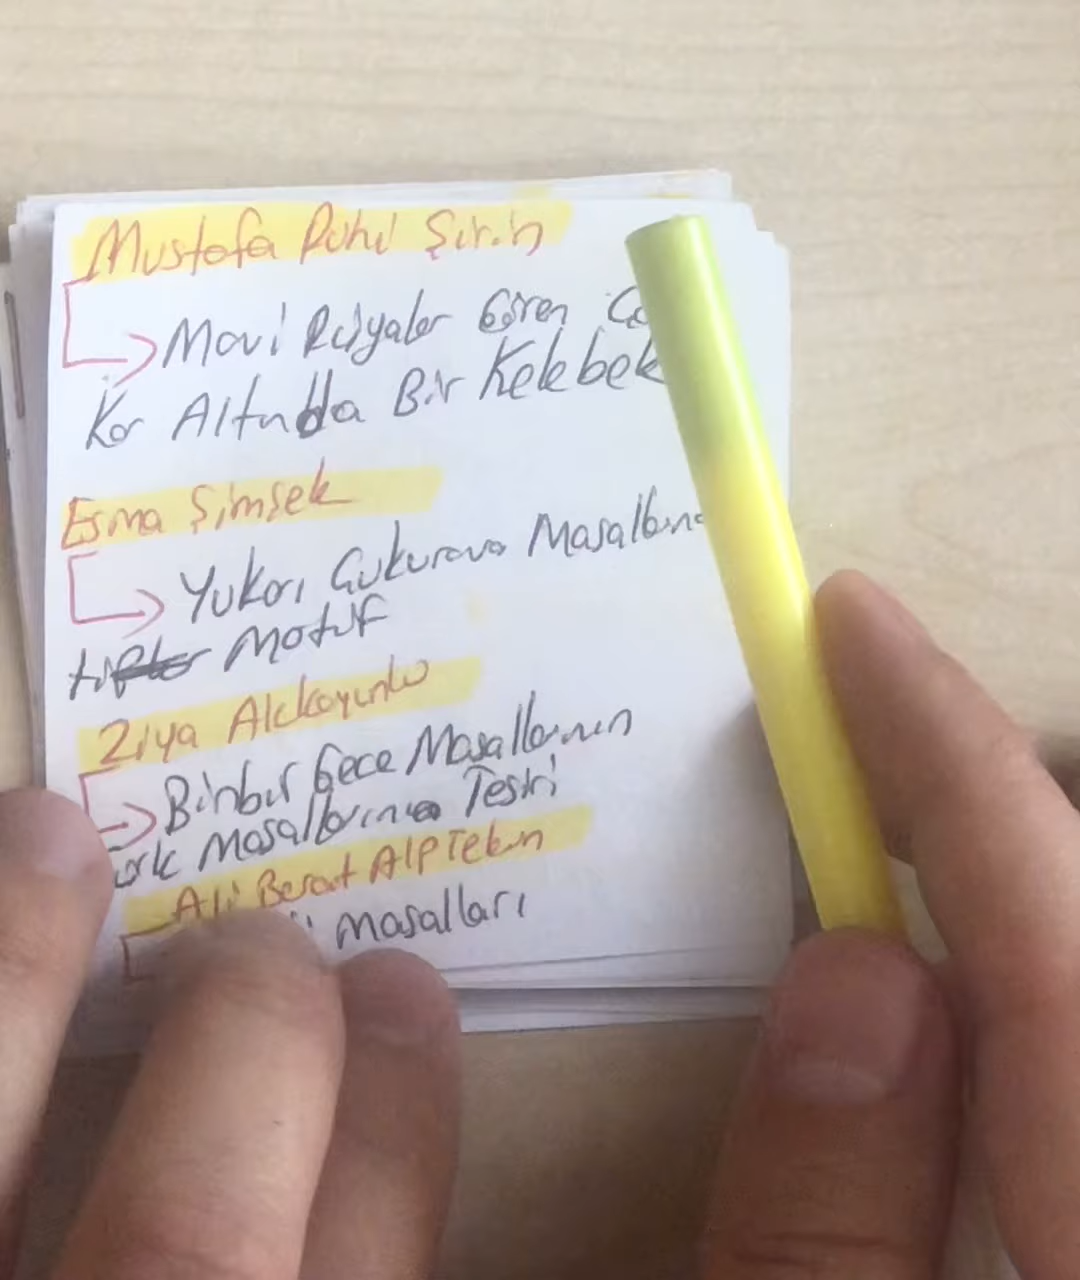 Mustafa Ruhi Şirin
Mavi Rüyalar Gören
Kar Altında Bir Kelebek
Esma Şimşek
Yukarı Çukurova Masallarında
Motif
Ziya Akkoyunlu
Binbir Gece Masallarının
Masallarına Tesiri
Ali Berat Alptekin
Masalları